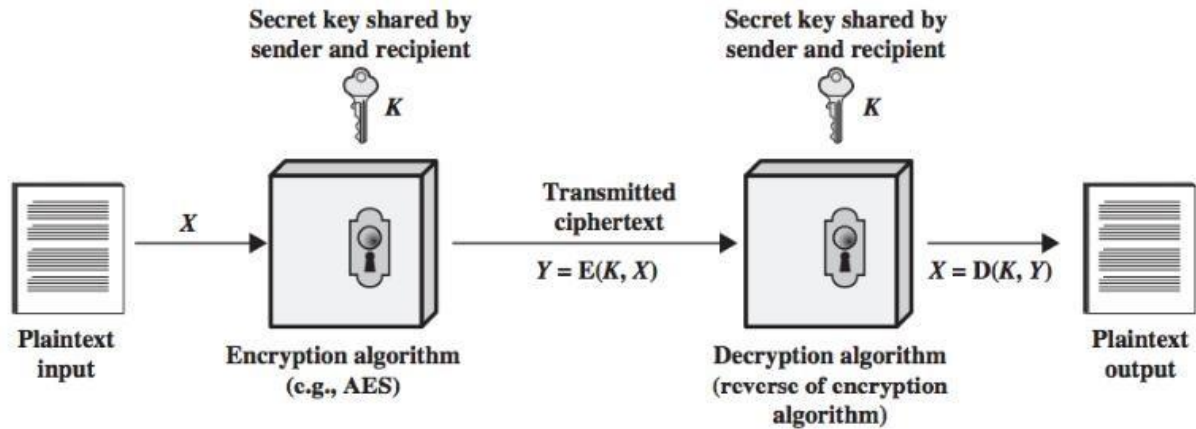 Secret key shared by
sender and recipient
K
Secret key shared by
sender and recipient
K
X
Transmitted
ciphertext
Y = E(K, X)
X = D(K, Y)
Plaintext
input
Encryption algorithm
(e.g., AES)
Decryption algorithm
(reverse of encryption
algorithm)
Plaintext
output